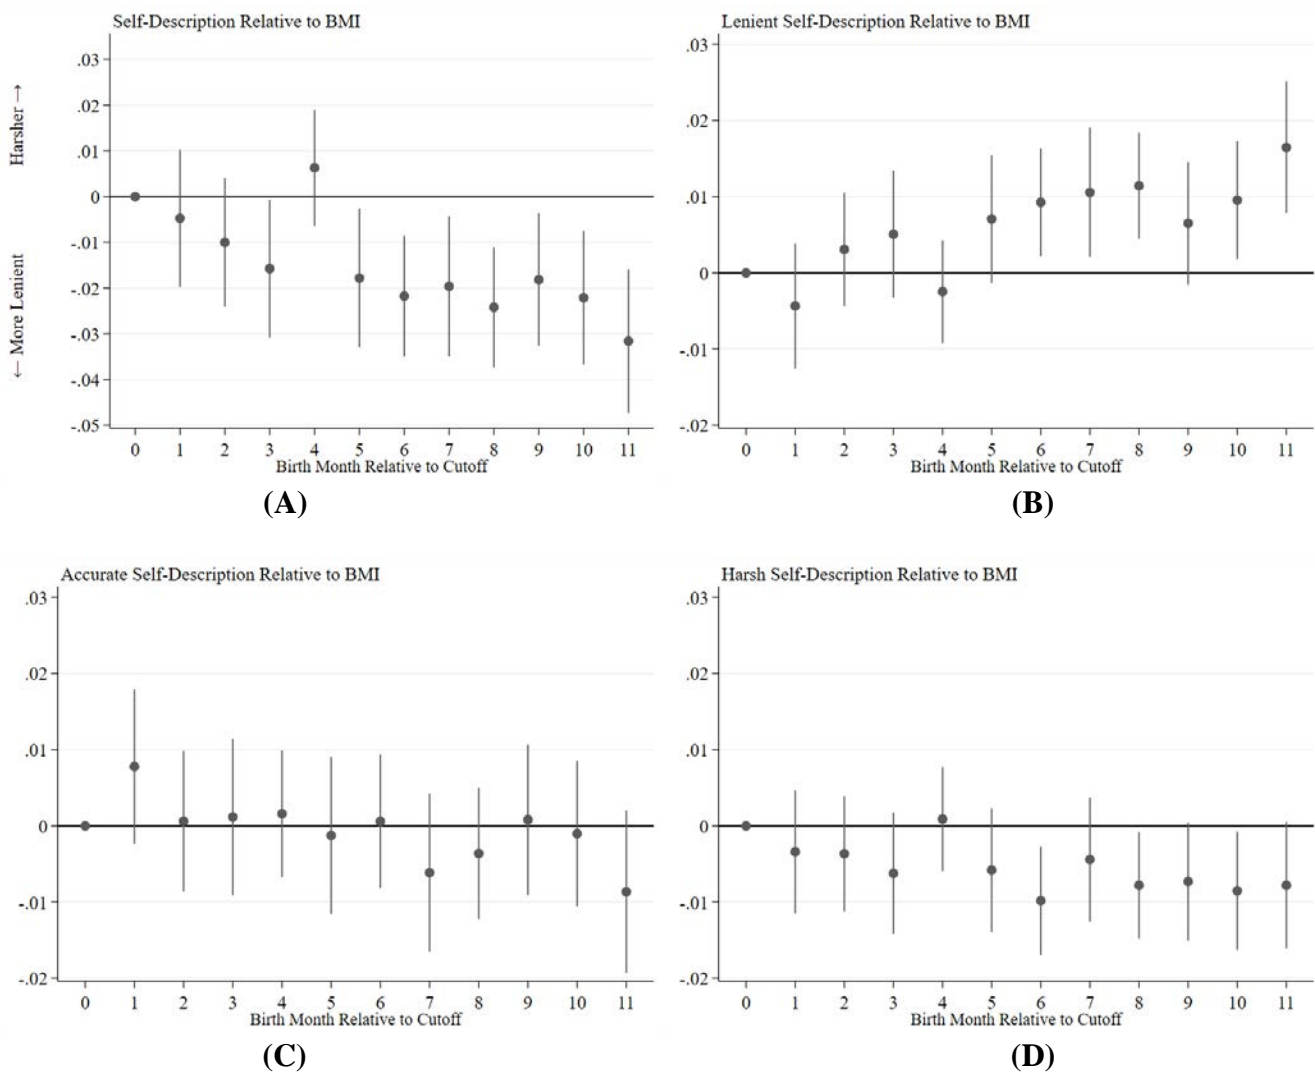 Self-Description Relative to BMI
Harsher →
← More Lenient
.03
.02
.01
0
-.01
-.02
-.03
-.04
-.05
0 1 2 3 4 5 6 7 8 9 10 11
Birth Month Relative to Cutoff
(A)
Lenient Self-Description Relative to BMI
.03
.02
.01
0
-.01
-.02
0 1 2 3 4 5 6 7 8 9 10 11
Birth Month Relative to Cutoff
(B)
Accurate Self-Description Relative to BMI
.03
.02
.01
0
-.01
-.02
0 1 2 3 4 5 6 7 8 9 10 11
Birth Month Relative to Cutoff
(C)
Harsh Self-Description Relative to BMI
.03
.02
.01
0
-.01
-.02
0 1 2 3 4 5 6 7 8 9 10 11
Birth Month Relative to Cutoff
(D)